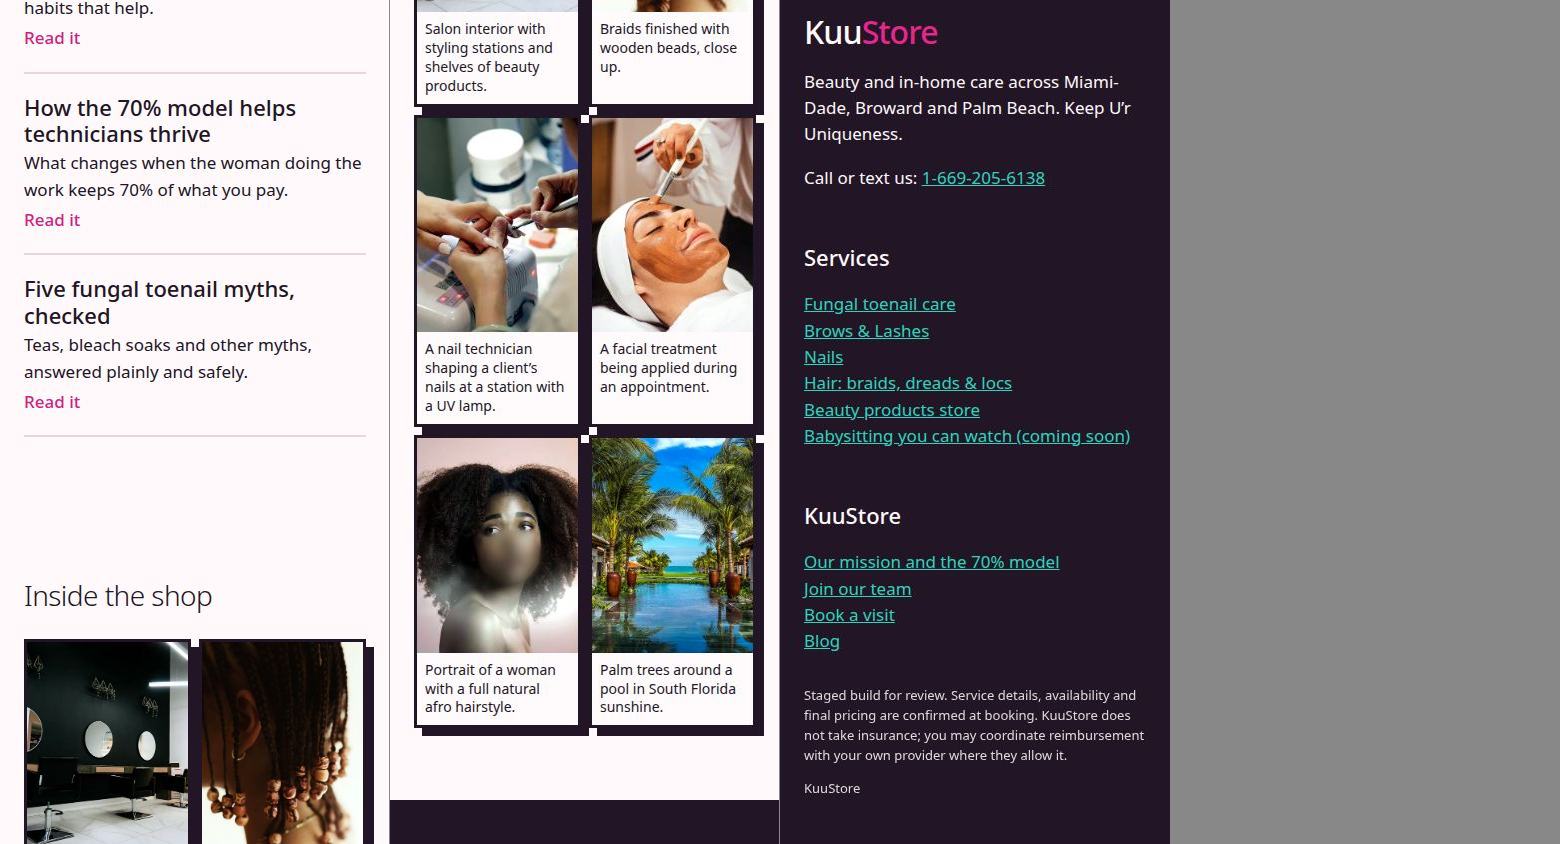 habits that help.
Read it
How the 70% model helps
technicians thrive
What changes when the woman doing the
work keeps 70% of what you pay.
Read it
Five fungal toenail myths,
checked
Teas, bleach soaks and other myths,
answered plainly and safely.
Read it
Inside the shop
Salon interior with
styling stations and
shelves of beauty
products.
Braids finished with
wooden beads, close
up.
A nail technician
shaping a client’s
nails at a station with
a UV lamp.
A facial treatment
being applied during
an appointment.
Portrait of a woman
with a full natural
afro hairstyle.
Palm trees around a
pool in South Florida
sunshine.
KuuStore
Beauty and in-home care across Miami-
Dade, Broward and Palm Beach. Keep U’r
Uniqueness.
Call or text us: 1-669-205-6138
Services
Fungal toenail care
Brows & Lashes
Nails
Hair: braids, dreads & locs
Beauty products store
Babysitting you can watch (coming soon)
KuuStore
Our mission and the 70% model
Join our team
Book a visit
Blog
Staged build for review. Service details, availability and
final pricing are confirmed at booking. KuuStore does
not take insurance; you may coordinate reimbursement
with your own provider where they allow it.
KuuStore